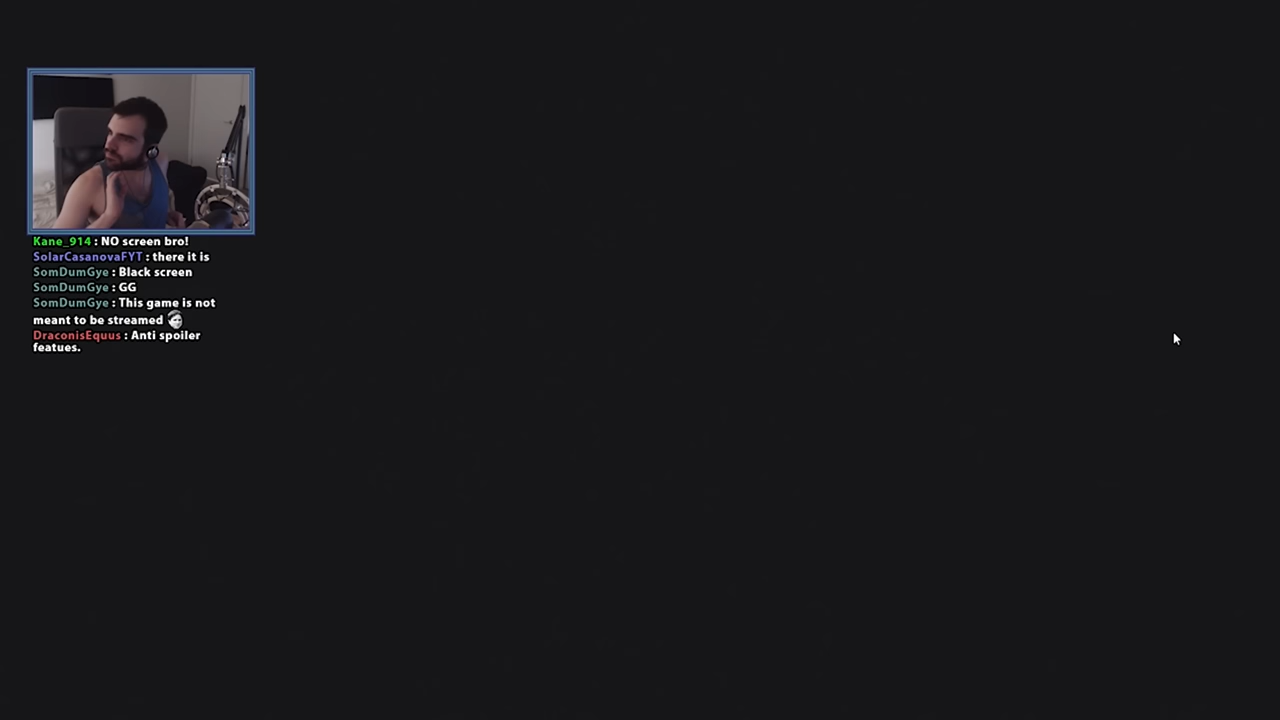 Kane_914 : NO screen bro!
SolarCasanovaFYT : there it is
SomDumGye : Black screen
SomDumGye : GG
SomDumGye : This game is not
meant to be streamed
DraconisEquus : Anti spoiler
featues.